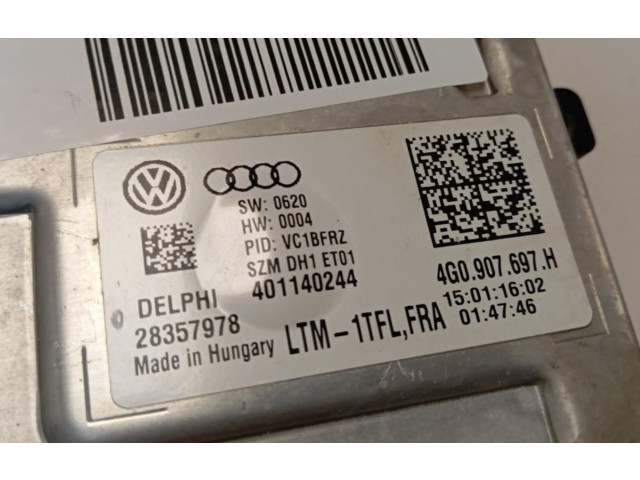 SW: 0620
HW: 0004
PID: VC1BFRZ
SZM DH1 ET01
401140244
DELPHI
28357978
Made in Hungary
LTM-1TFL,FRA
4G0.907.697.H
15:01:16:02
01:47:46